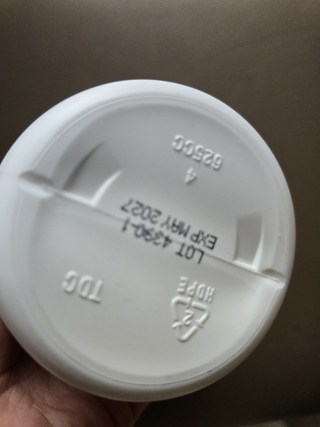 LOT 4390-1
EXP MAY 2027
625CC
4
TDC
2
HDPE